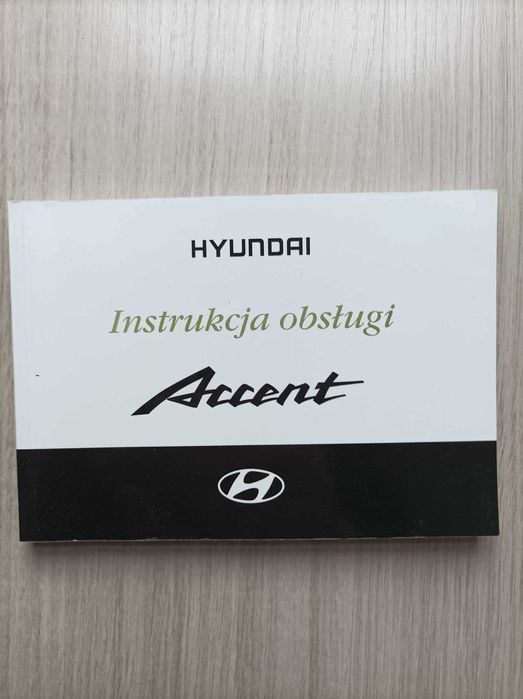 HYUNDAI
Instrukcja obsługi
Accent